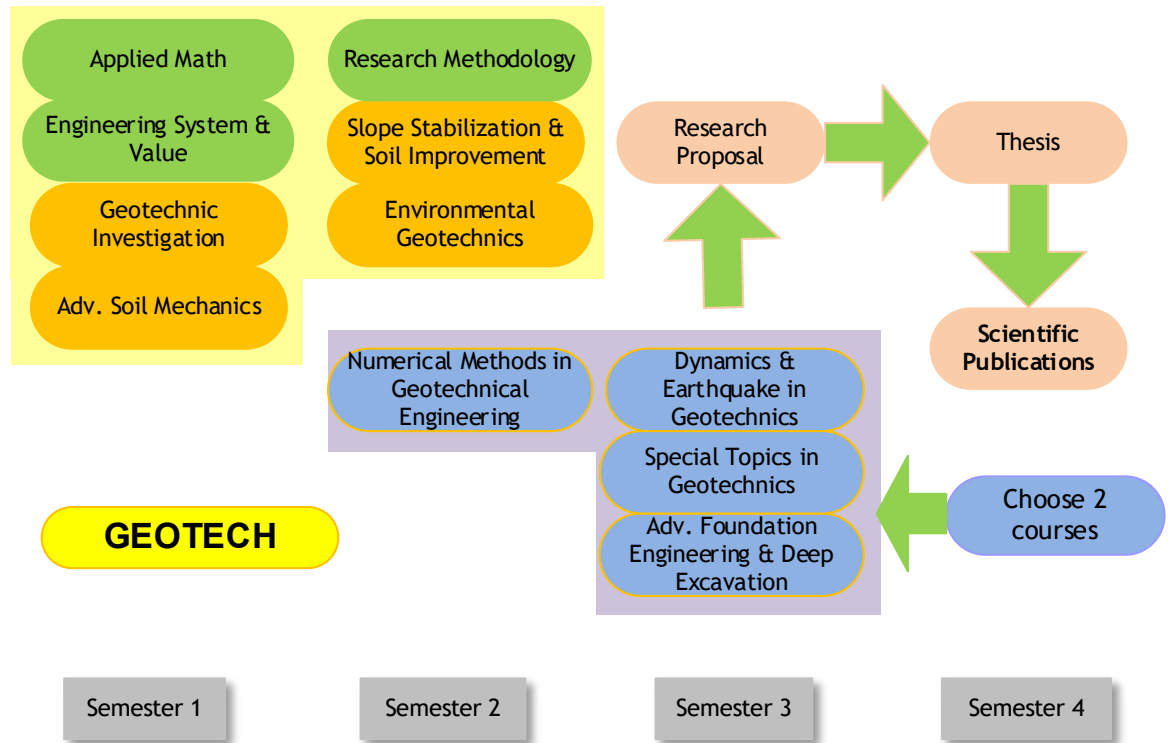 Applied Math
Engineering System &
Value
Geotechnic
Investigation
Adv. Soil Mechanics
Research Methodology
Slope Stabilization &
Soil Improvement
Environmental
Geotechnics
Research
Proposal
Thesis
Scientific
Publications
Numerical Methods in
Geotechnical
Engineering
Dynamics &
Earthquake in
Geotechnics
Special Topics in
Geotechnics
Adv. Foundation
Engineering & Deep
Excavation
Choose 2
courses
GEOTECH
Semester 1
Semester 2
Semester 3
Semester 4